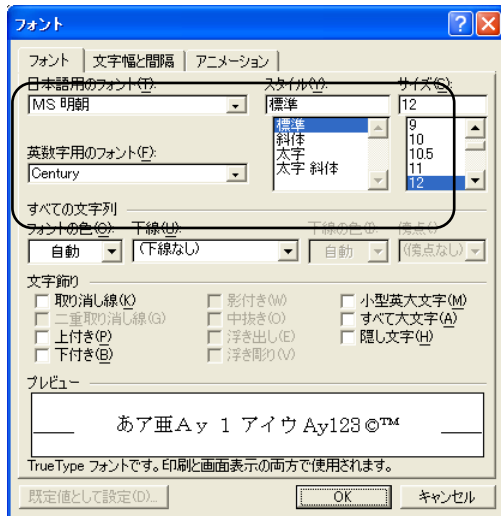 フォント
フォント 文字幅と間隔 アニメーション
日本語用のフォント(T): スタイル(Y): サイズ(S):
MS 明朝 標準 12
標準 9
斜体 10
太字 10.5
太字 斜体 11
12
英数字用のフォント(F):
Century
すべての文字列
フォントの色(O): 下線(U): 下線の色(I): 傍点(:)
自動 (下線なし) 自動 (傍点なし)
文字飾り
取り消し線(K) 影付き(W) 小型英大文字(M)
二重取り消し線(G) 中抜き(O) すべて大文字(A)
上付き(P) 浮き出し(E) 隠し文字(H)
下付き(B) 浮き彫り(V)
プレビュー
あア亜Ay 1 アイウ Ay123 ©™
TrueType フォントです。印刷と画面表示の両方で使用されます。
既定値として設定(D)... OK キャンセル